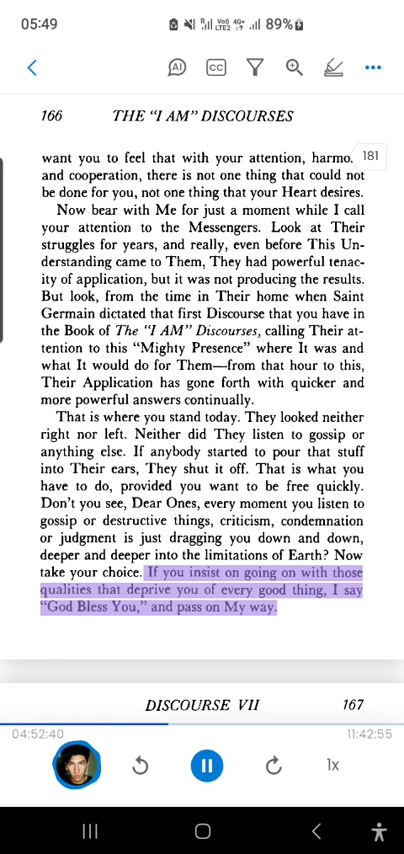 05:49
R
Vo))
LTE2
4G+
89%
AI
CC
166 THE “I AM” DISCOURSES
181
want you to feel that with your attention, harmo.
and cooperation, there is not one thing that could not
be done for you, not one thing that your Heart desires.
Now bear with Me for just a moment while I call
your attention to the Messengers. Look at Their
struggles for years, and really, even before This Un-
derstanding came to Them, They had powerful tenac-
ity of application, but it was not producing the results.
But look, from the time in Their home when Saint
Germain dictated that first Discourse that you have in
the Book of The “I AM” Discourses, calling Their at-
tention to this “Mighty Presence” where It was and
what It would do for Them—from that hour to this,
Their Application has gone forth with quicker and
more powerful answers continually.
That is where you stand today. They looked neither
right nor left. Neither did They listen to gossip or
anything else. If anybody started to pour that stuff
into Their ears, They shut it off. That is what you
have to do, provided you want to be free quickly.
Don’t you see, Dear Ones, every moment you listen to
gossip or destructive things, criticism, condemnation
or judgment is just dragging you down and down,
deeper and deeper into the limitations of Earth? Now
take your choice. If you insist on going on with those
qualities that deprive you of every good thing, I say
“God Bless You,” and pass on My way.
DISCOURSE VII 167
04:52:40 11:42:55
1x